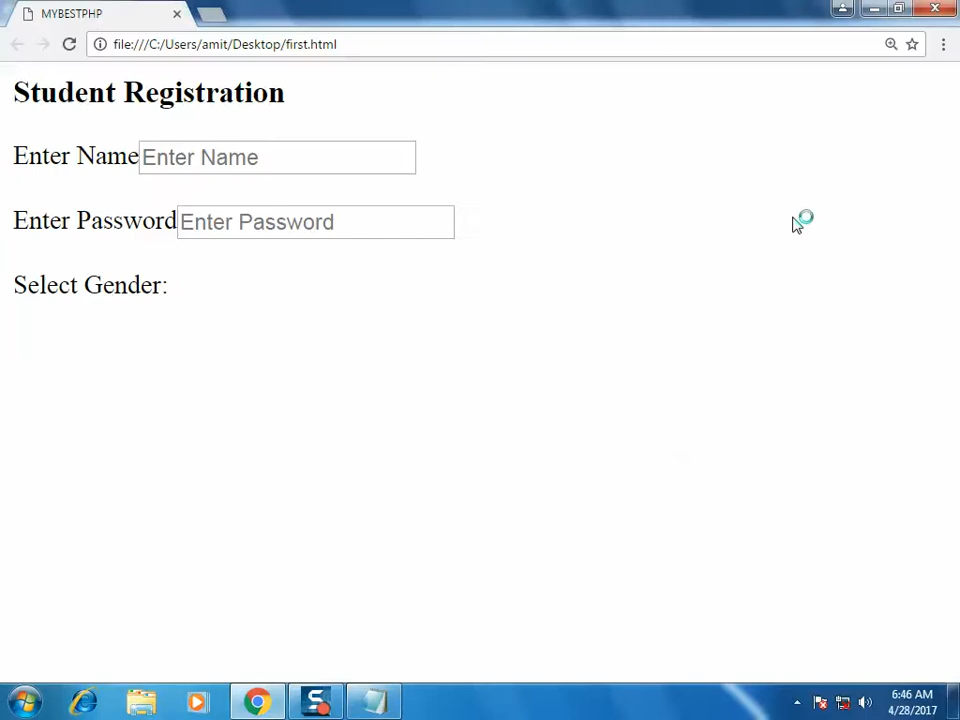 MYBESTPHP
file:///C:/Users/amit/Desktop/first.html
Student Registration
Enter Name Enter Name
Enter Password Enter Password
Select Gender:
S
6:46 AM
4/28/2017